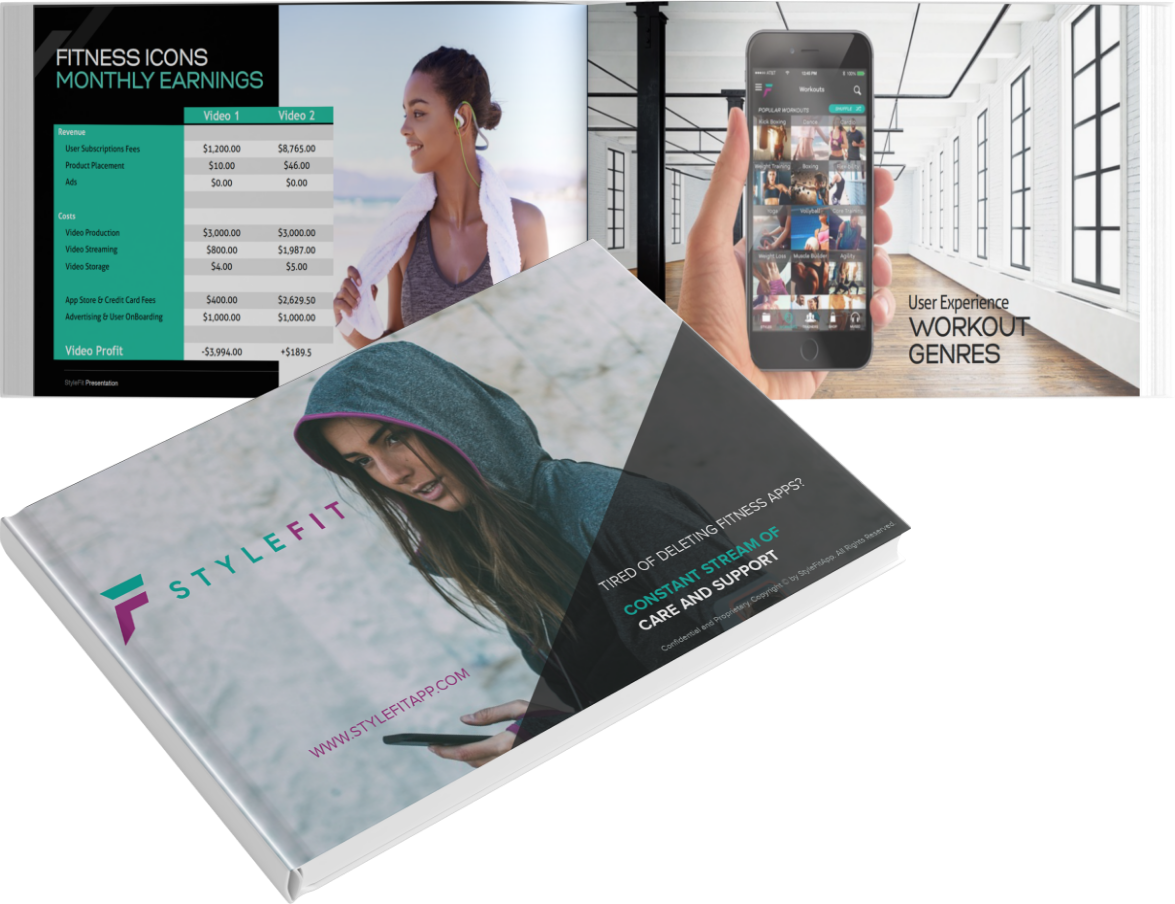 FITNESS ICONS
MONTHLY EARNINGS
Video 1 Video 2
Revenue
User Subscriptions Fees $1,200.00 $8,765.00
Product Placement $10.00 $46.00
Ads $0.00 $0.00
Costs
Video Production $3,000.00 $3,000.00
Video Streaming $800.00 $1,987.00
Video Storage $4.00 $5.00
App Store & Credit Card Fees $400.00 $2,629.50
Advertising & User OnBoarding $1,000.00 $1,000.00
Video Profit -$3,994.00 +$189.5
StyleFit Presentation
Workouts
POPULAR WORKOUTS
Kick Boxing Dance
Weight Training Boxing
Yoga Volleyball
Weight Loss Muscle Builder Agility
User Experience
WORKOUT
GENRES
STYLEFIT
WWW.STYLEFITAPP.COM
TIRED OF DELETING FITNESS APPS?
CONSTANT STREAM OF
CARE AND SUPPORT
Confidential and Proprietary. Copyright © by StyleFitApp. All Rights Reserved.